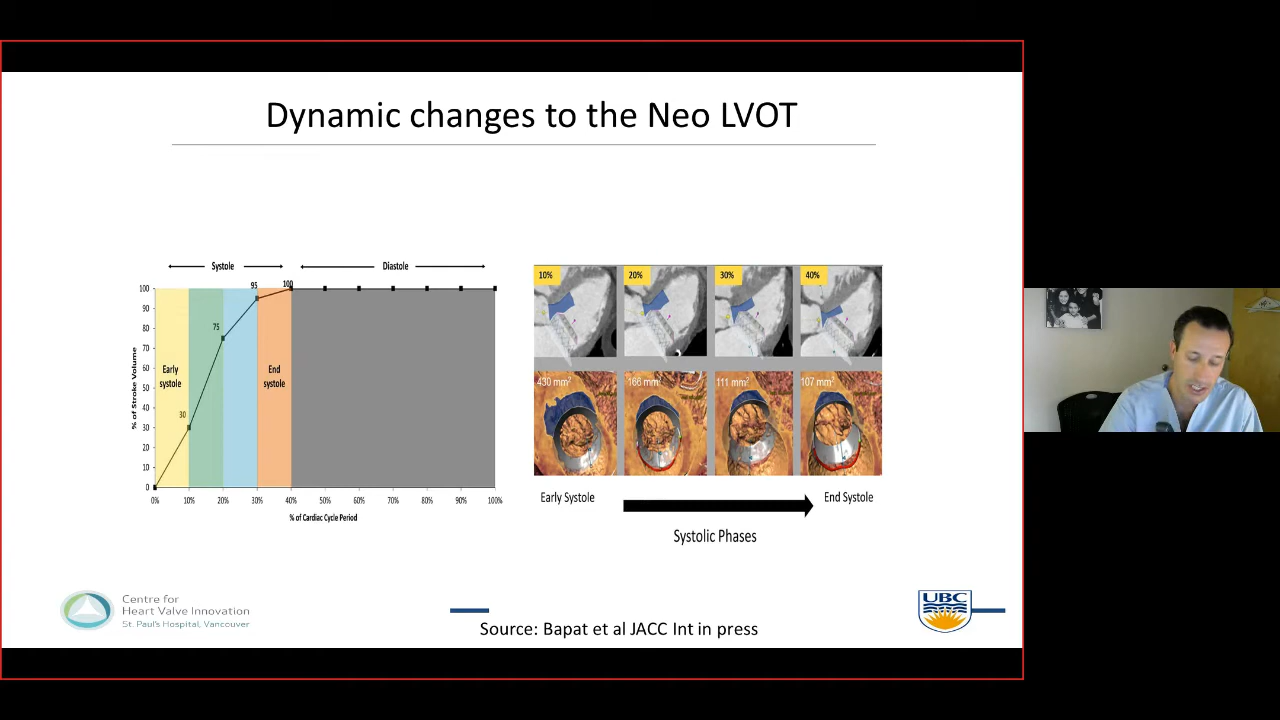 Dynamic changes to the Neo LVOT
Systole
Diastole
% of Stroke Volume
100
90
80
70
60
50
40
30
20
10
0
30
75
95
100
Early
systole
End
systole
0%
10%
20%
30%
40%
50%
60%
70%
80%
90%
100%
% of Cardiac Cycle Period
10%
20%
30%
40%
430 mm²
166 mm²
111 mm²
107 mm²
Early Systole
End Systole
Systolic Phases
Centre for
Heart Valve Innovation
St. Paul's Hospital, Vancouver
UBC
Source: Bapat et al JACC Int in press